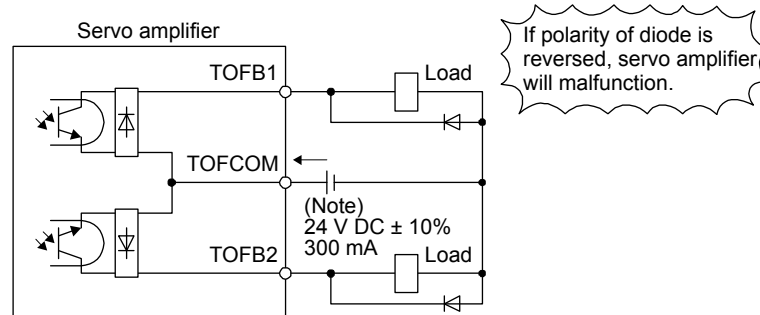 Servo amplifier
If polarity of diode is
reversed, servo amplifier
will malfunction.
TOFB1
Load
TOFCOM
(Note)
24 V DC ± 10%
300 mA
TOFB2
Load